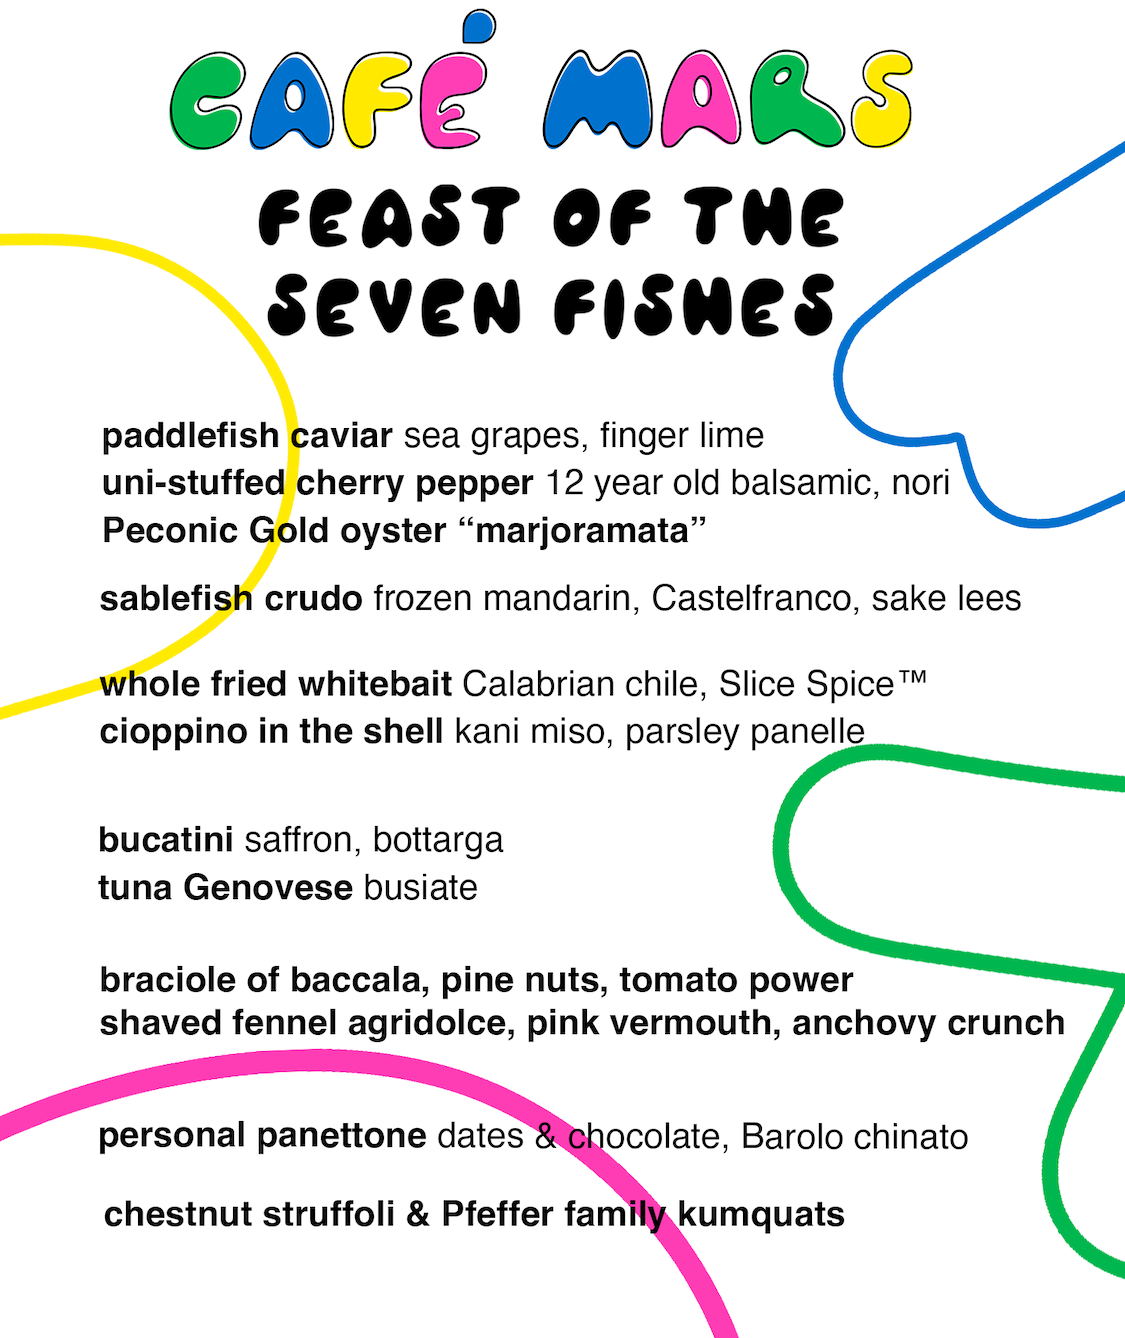 CAFÉ MARS
FEAST OF THE
SEVEN FISHES
paddlefish caviar sea grapes, finger lime
uni-stuffed cherry pepper 12 year old balsamic, nori
Peconic Gold oyster “marjoramata”
sablefish crudo frozen mandarin, Castelfranco, sake lees
whole fried whitebait Calabrian chile, Slice Spice™
cioppino in the shell kani miso, parsley panelle
bucatini saffron, bottarga
tuna Genovese busiate
braciole of baccala, pine nuts, tomato power
shaved fennel agridolce, pink vermouth, anchovy crunch
personal panettone dates & chocolate, Barolo chinato
chestnut struffoli & Pfeffer family kumquats